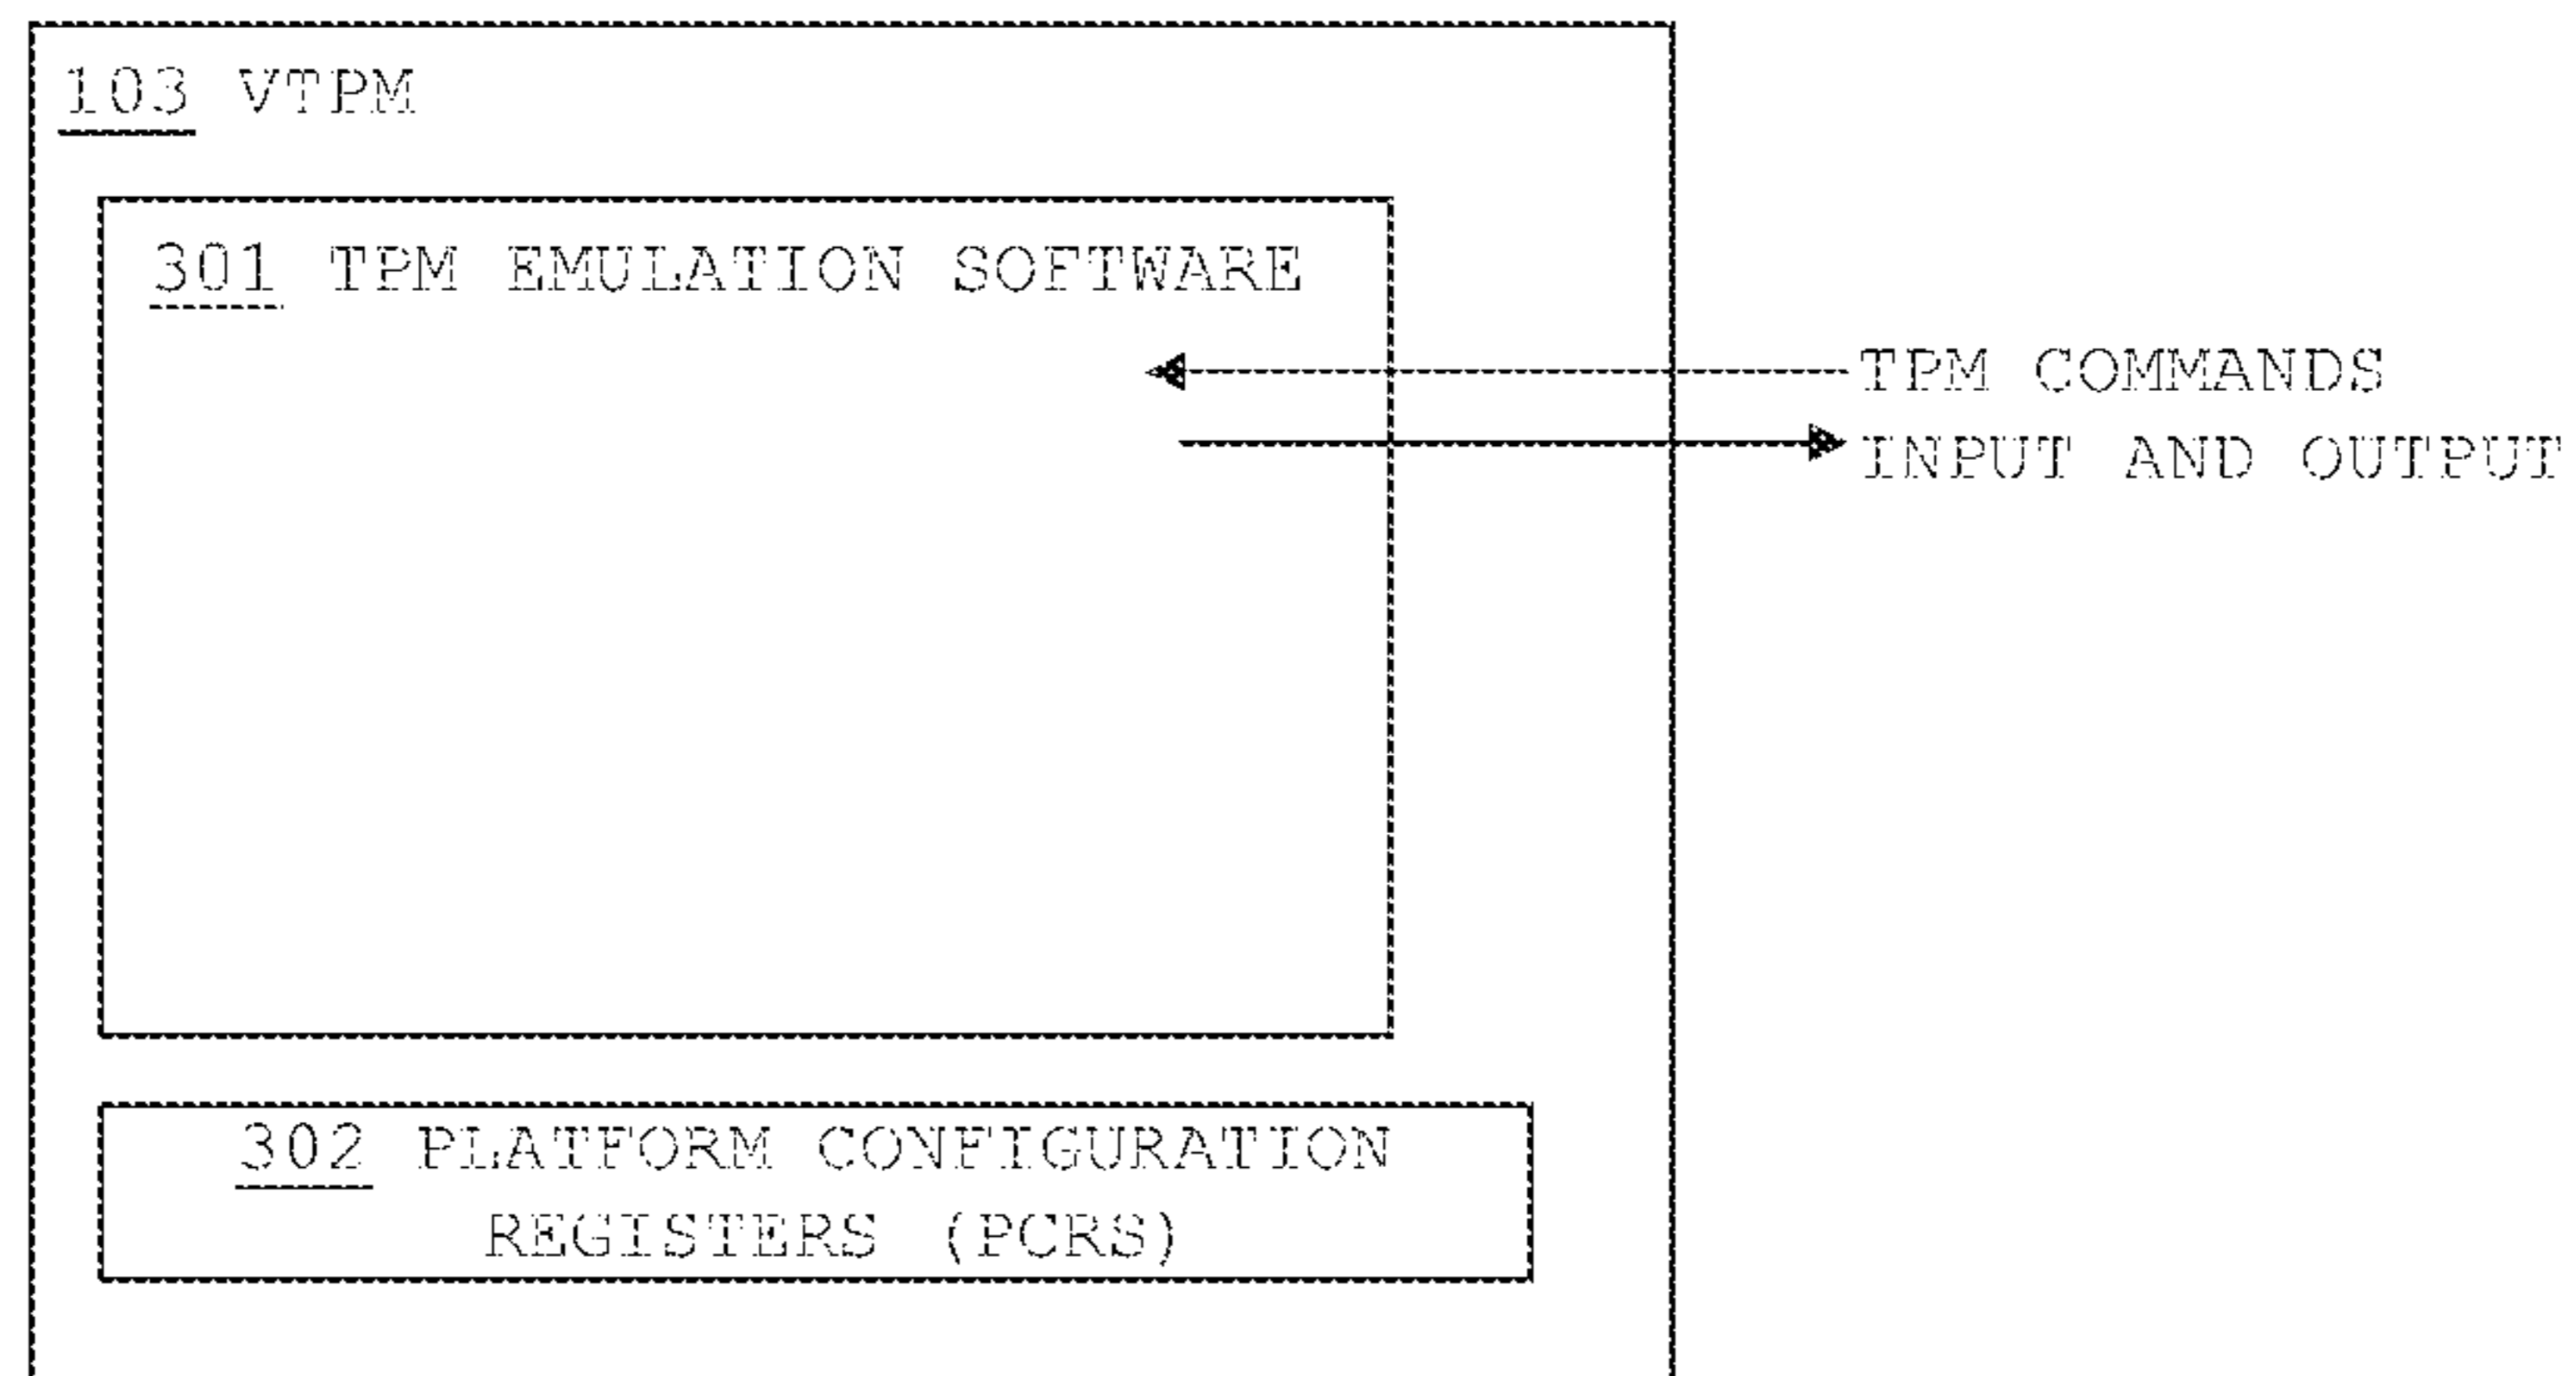 103 VTPM
301 TPM EMULATION SOFTWARE
TPM COMMANDS
INPUT AND OUTPUT
302 PLATFORM CONFIGURATION
REGISTERS (PCRS)